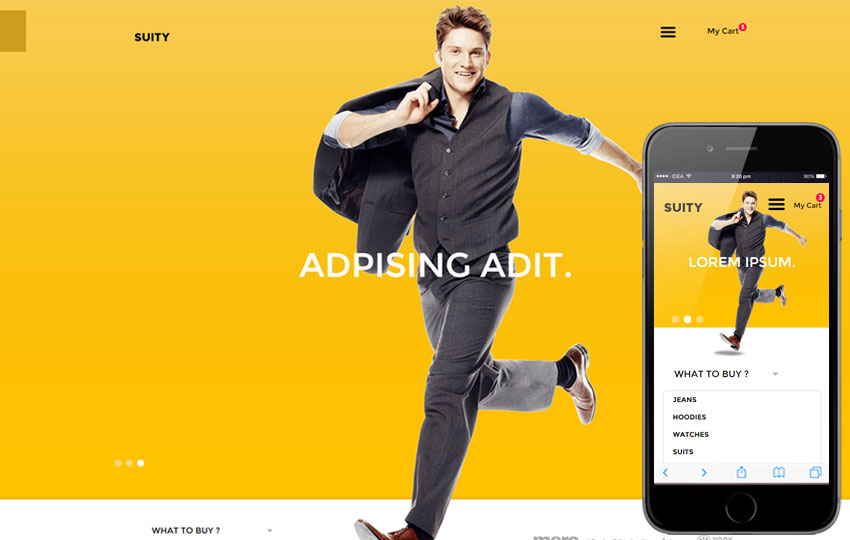 SUITY
My Cart 3
ADPISING ADIT.
WHAT TO BUY ?
IDEA 9:20 pm 90%
SUITY
My Cart 3
LOREM IPSUM.
WHAT TO BUY ?
JEANS
HOODIES
WATCHES
SUITS